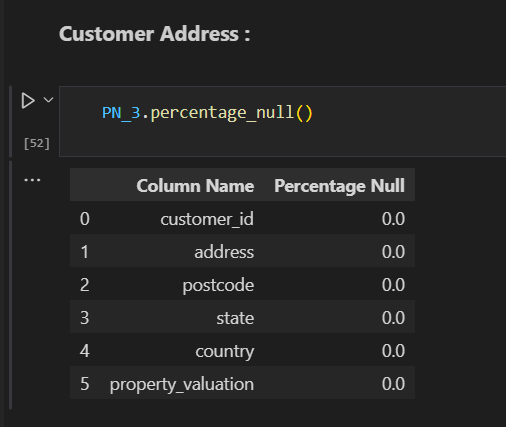 Customer Address :
PN_3.percentage_null()
[52]
...
Column Name Percentage Null
0 customer_id 0.0
1 address 0.0
2 postcode 0.0
3 state 0.0
4 country 0.0
5 property_valuation 0.0